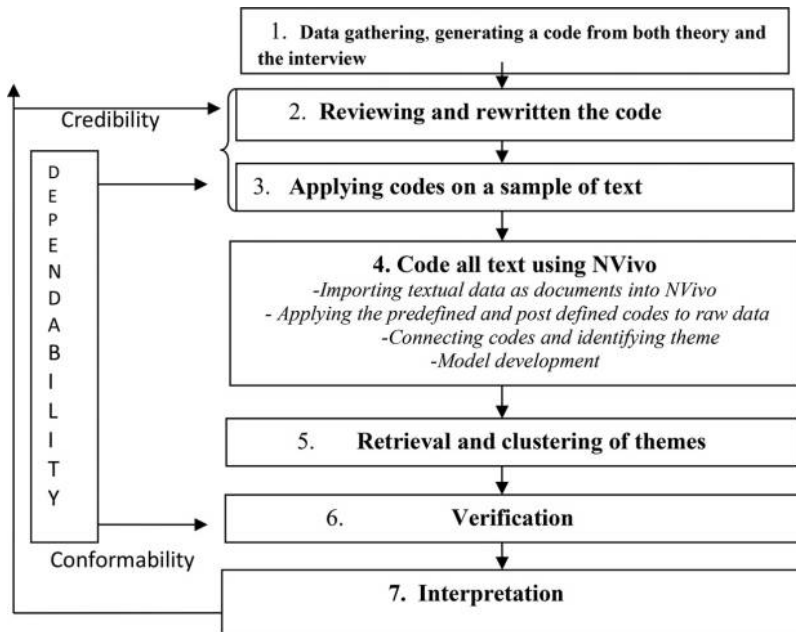 1. Data gathering, generating a code from both theory and
the interview
Credibility
2. Reviewing and rewritten the code
DEPENDABILITY
3. Applying codes on a sample of text
4. Code all text using NVivo
-Importing textual data as documents into NVivo
- Applying the predefined and post defined codes to raw data
-Connecting codes and identifying theme
-Model development
5. Retrieval and clustering of themes
6. Verification
Conformability
7. Interpretation